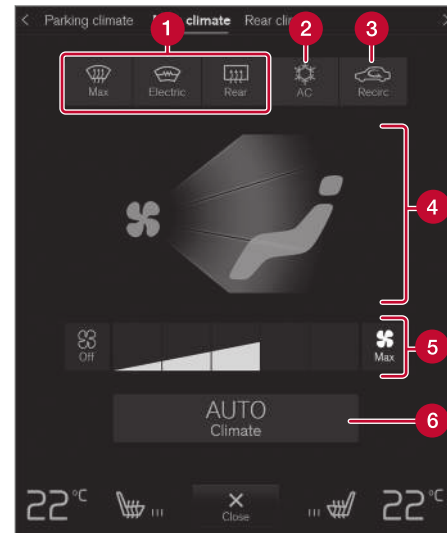 Parking climate climate Rear cli
1 2 3
Max Electric Rear AC Recirc
4
Off Max 5
AUTO
Climate 6
22°C Close 22°C